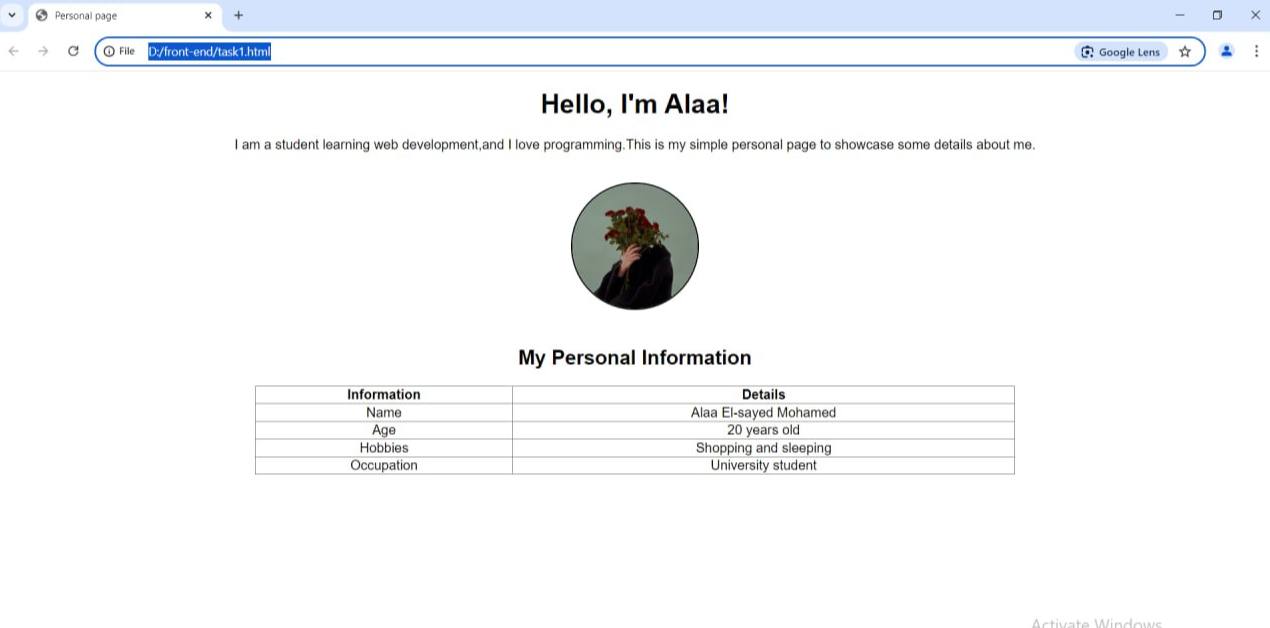 Personal page
File D:/front-end/task1.html Google Lens
Hello, I'm Alaa!
I am a student learning web development,and I love programming.This is my simple personal page to showcase some details about me.
My Personal Information
Information Details
Name Alaa El-sayed Mohamed
Age 20 years old
Hobbies Shopping and sleeping
Occupation University student
Activate Windows